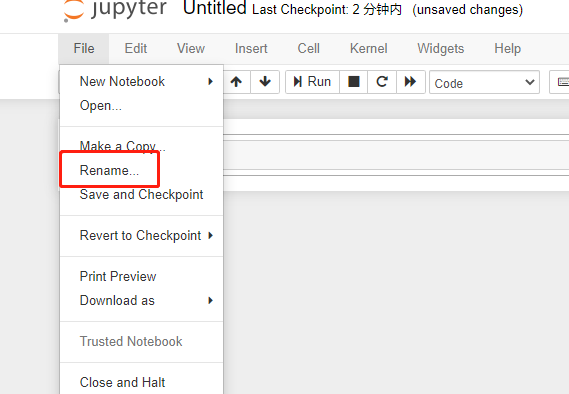 jupyter Untitled Last Checkpoint: 2 分钟内 (unsaved changes)
File Edit View Insert Cell Kernel Widgets Help
Run Code
New Notebook
Open...
Make a Copy...
Rename...
Save and Checkpoint
Revert to Checkpoint
Print Preview
Download as
Trusted Notebook
Close and Halt